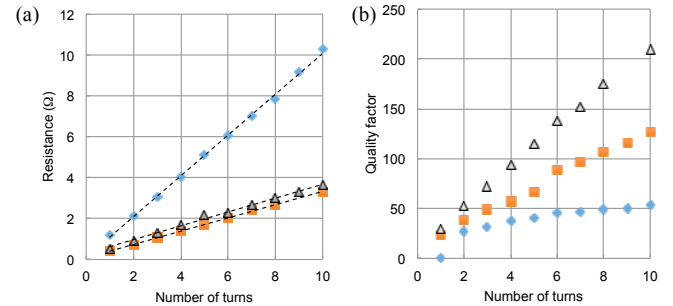 (a)
12
10
8
6
4
2
0
Resistance (Ω)
0 2 4 6 8 10
Number of turns
(b)
250
200
150
100
50
0
Quality factor
0 2 4 6 8 10
Number of turns